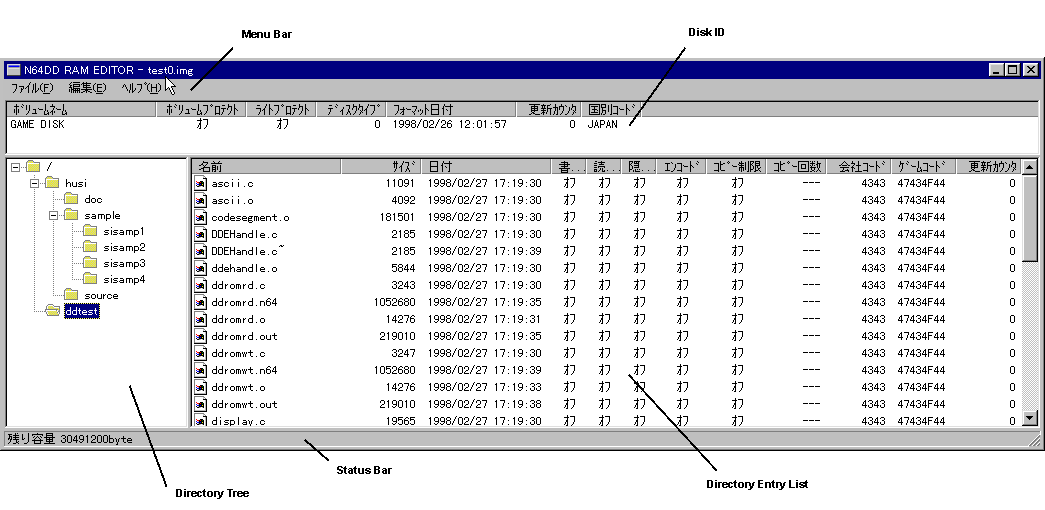 Menu Bar
Disk ID
N64DD RAM EDITOR - test0.img
ファイル(F) 編集(E) ヘルプ(H)
ボリュームネーム ボリュームプロテクト ライトプロテクト ディスクタイプ フォーマット日付 更新カウンタ 国別コード
GAME DISK オフ オフ 0 1998/02/26 12:01:57 0 JAPAN
/
husi
doc
sample
sisamp1
sisamp2
sisamp3
sisamp4
source
ddtest
名前 サイズ 日付 書... 読... 隠... エンコード コピー制限 コピー回数 会社コード ゲームコード 更新カウンタ
ascii.c 11091 1998/02/27 17:19:30 オフ オフ オフ オフ オフ --- 4343 47434F44 0
ascii.o 4092 1998/02/27 17:19:30 オフ オフ オフ オフ オフ --- 4343 47434F44 0
codesegment.o 181501 1998/02/27 17:19:30 オフ オフ オフ オフ オフ --- 4343 47434F44 0
DDEHandle.c 2185 1998/02/27 17:19:30 オフ オフ オフ オフ オフ --- 4343 47434F44 0
DDEHandle.c~ 2185 1998/02/27 17:19:39 オフ オフ オフ オフ オフ --- 4343 47434F44 0
ddehandle.o 5844 1998/02/27 17:19:30 オフ オフ オフ オフ オフ --- 4343 47434F44 0
ddromrd.c 3243 1998/02/27 17:19:30 オフ オフ オフ オフ オフ --- 4343 47434F44 0
ddromrd.n64 1052680 1998/02/27 17:19:35 オフ オフ オフ オフ オフ --- 4343 47434F44 0
ddromrd.o 14276 1998/02/27 17:19:31 オフ オフ オフ オフ オフ --- 4343 47434F44 0
ddromrd.out 219010 1998/02/27 17:19:35 オフ オフ オフ オフ オフ --- 4343 47434F44 0
ddromwt.c 3247 1998/02/27 17:19:30 オフ オフ オフ オフ オフ --- 4343 47434F44 0
ddromwt.n64 1052680 1998/02/27 17:19:39 オフ オフ オフ オフ オフ --- 4343 47434F44 0
ddromwt.o 14276 1998/02/27 17:19:33 オフ オフ オフ オフ オフ --- 4343 47434F44 0
ddromwt.out 219010 1998/02/27 17:19:38 オフ オフ オフ オフ オフ --- 4343 47434F44 0
display.c 19565 1998/02/27 17:19:30 オフ オフ オフ オフ オフ --- 4343 47434F44 0
残り容量 30491200byte
Status Bar
Directory Tree
Directory Entry List